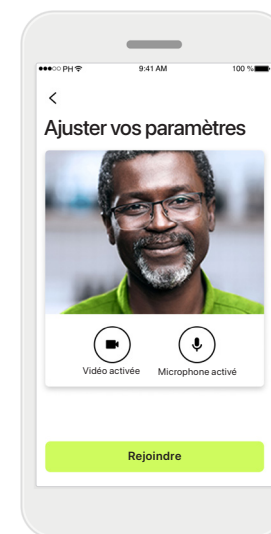 ●●●○○ PH 9:41 AM 100 %
Ajuster vos paramètres
Vidéo activée Microphone activé
Rejoindre